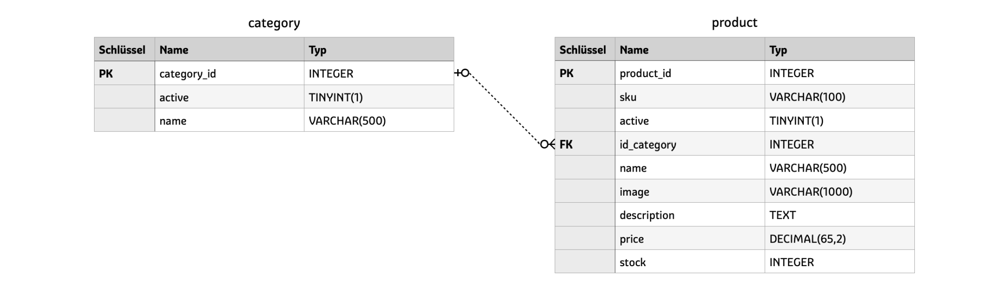 category
Schlüssel Name Typ
PK category_id INTEGER
active TINYINT(1)
name VARCHAR(500)
product
Schlüssel Name Typ
PK product_id INTEGER
sku VARCHAR(100)
active TINYINT(1)
FK id_category INTEGER
name VARCHAR(500)
image VARCHAR(1000)
description TEXT
price DECIMAL(65,2)
stock INTEGER